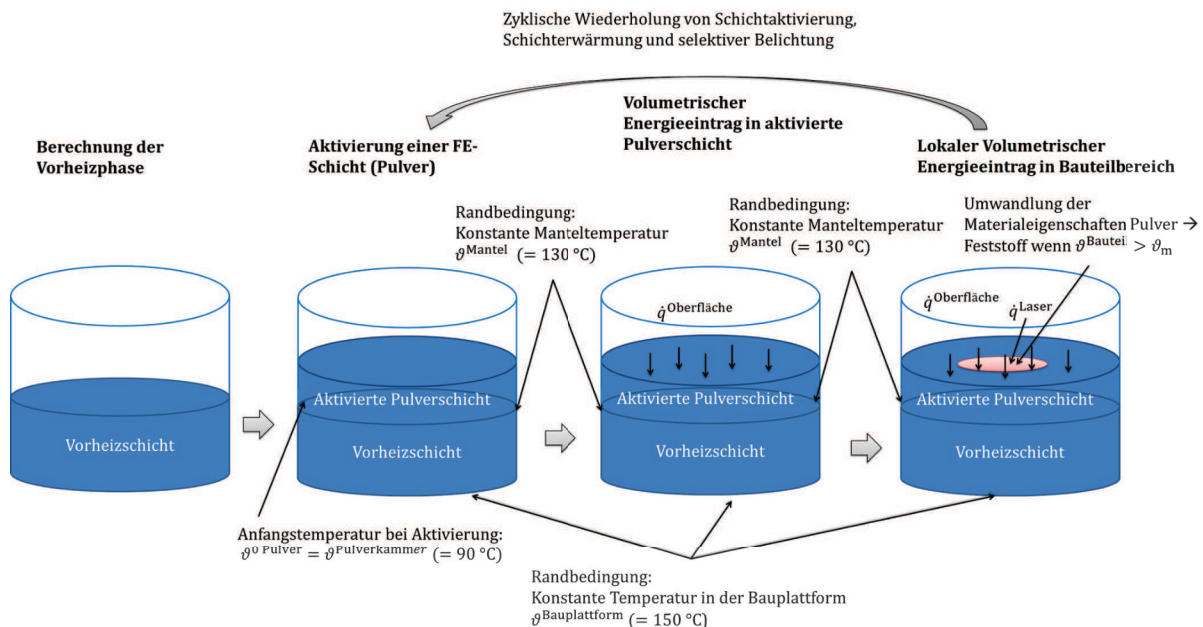 Zyklische Wiederholung von Schichtaktivierung,
Schichterwärmung und selektiver Belichtung
Berechnung der
Vorheizphase
Aktivierung einer FE-
Schicht (Pulver)
Volumetrischer
Energieeintrag in aktivierte
Pulverschicht
Lokaler Volumetrischer
Energieeintrag in Bauteilbereich
Randbedingung:
Konstante Manteltemperatur
ϑ^Mantel (= 130 °C)
Randbedingung:
Konstante Manteltemperatur
ϑ^Mantel (= 130 °C)
Umwandlung der
Materialeigenschaften Pulver →
Feststoff wenn ϑ^Bauteil > ϑ_m
Vorheizschicht
Aktivierte Pulverschicht
Vorheizschicht
q̇^Oberfläche
Aktivierte Pulverschicht
Vorheizschicht
q̇^Oberfläche
q̇^Laser
Aktivierte Pulverschicht
Vorheizschicht
Anfangstemperatur bei Aktivierung:
ϑ^0 Pulver = ϑ^Pulverkammer (= 90 °C)
Randbedingung:
Konstante Temperatur in der Bauplattform
ϑ^Bauplattform (= 150 °C)